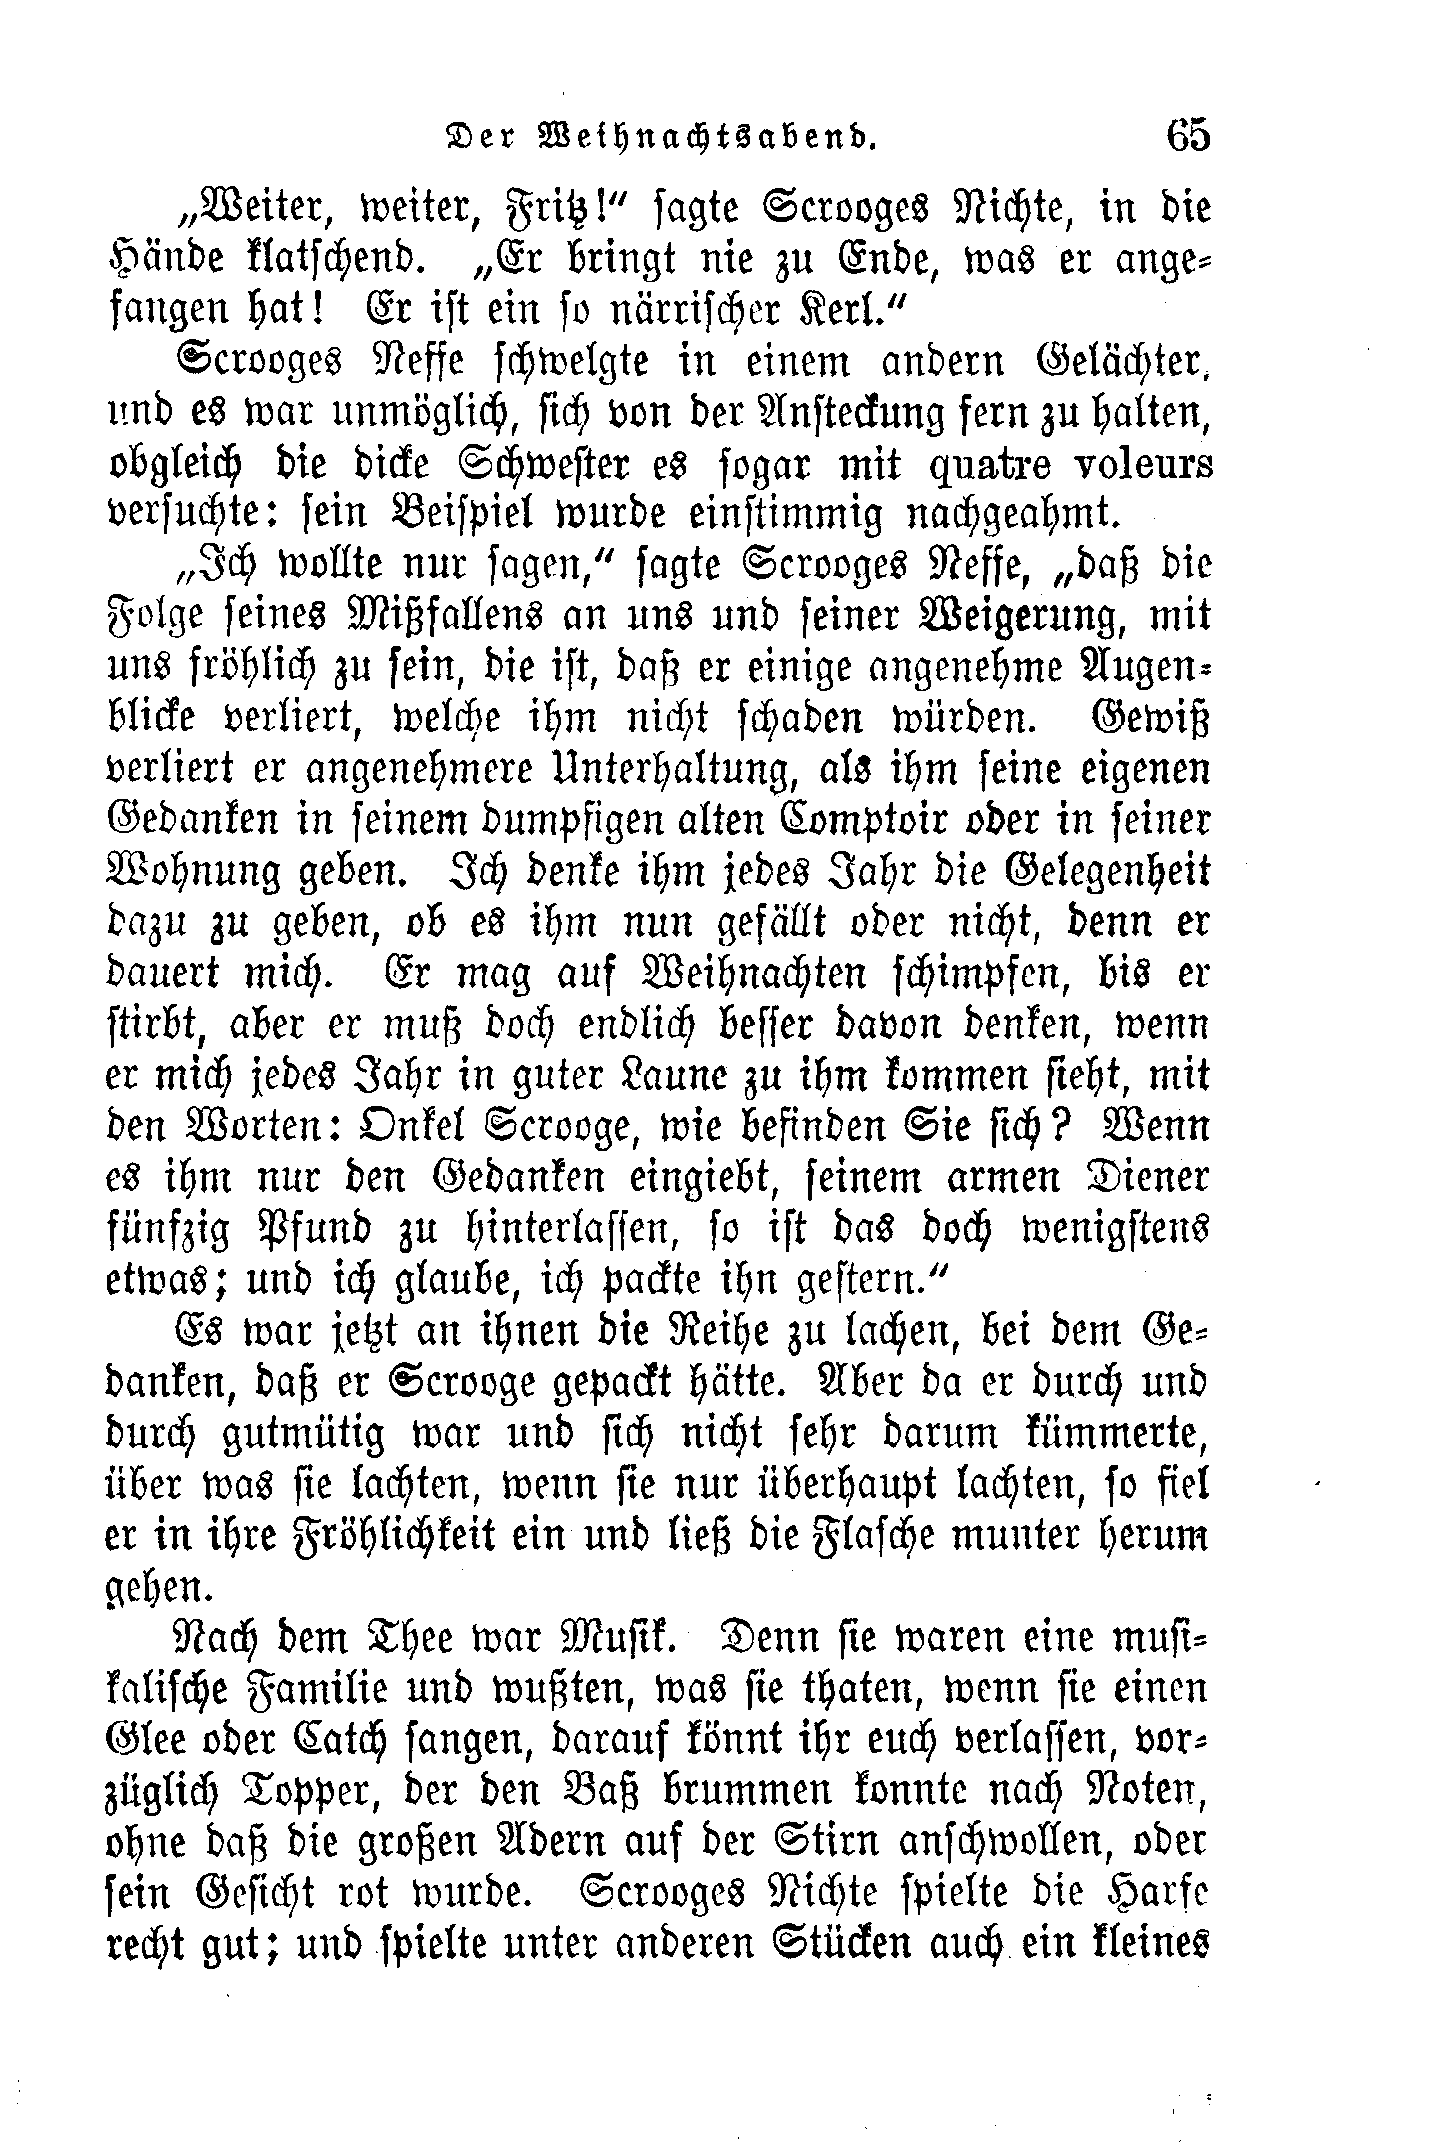 Der Weihnachtsabend. 65
„Weiter, weiter, Fritz!“ sagte Scrooges Nichte, in die
Hände klatschend. „Er bringt nie zu Ende, was er ange-
fangen hat! Er ist ein so närrischer Kerl.“
Scrooges Neffe schwelgte in einem andern Gelächter,
und es war unmöglich, sich von der Ansteckung fern zu halten,
obgleich die dicke Schwester es sogar mit quatre voleurs
versuchte: sein Beispiel wurde einstimmig nachgeahmt.
„Ich wollte nur sagen,“ sagte Scrooges Neffe, „daß die
Folge seines Mißfallens an uns und seiner Weigerung, mit
uns fröhlich zu sein, die ist, daß er einige angenehme Augen-
blicke verliert, welche ihm nicht schaden würden. Gewiß
verliert er angenehmere Unterhaltung, als ihm seine eigenen
Gedanken in seinem dumpfigen alten Comptoir oder in seiner
Wohnung geben. Ich denke ihm jedes Jahr die Gelegenheit
dazu zu geben, ob es ihm nun gefällt oder nicht, denn er
dauert mich. Er mag auf Weihnachten schimpfen, bis er
stirbt, aber er muß doch endlich besser davon denken, wenn
er mich jedes Jahr in guter Laune zu ihm kommen sieht, mit
den Worten: Onkel Scrooge, wie befinden Sie sich? Wenn
es ihm nur den Gedanken eingiebt, seinem armen Diener
fünfzig Pfund zu hinterlassen, so ist das doch wenigstens
etwas; und ich glaube, ich packte ihn gestern.“
Es war jetzt an ihnen die Reihe zu lachen, bei dem Ge-
danken, daß er Scrooge gepackt hätte. Aber da er durch und
durch gutmütig war und sich nicht sehr darum kümmerte,
über was sie lachten, wenn sie nur überhaupt lachten, so fiel
er in ihre Fröhlichkeit ein und ließ die Flasche munter herum
gehen.
Nach dem Thee war Musik. Denn sie waren eine musi-
kalische Familie und wußten, was sie thaten, wenn sie einen
Glee oder Catch sangen, darauf könnt ihr euch verlassen, vor-
züglich Topper, der den Baß brummen konnte nach Noten,
ohne daß die großen Adern auf der Stirn anschwollen, oder
sein Gesicht rot wurde. Scrooges Nichte spielte die Harfe
recht gut; und spielte unter anderen Stücken auch ein kleines